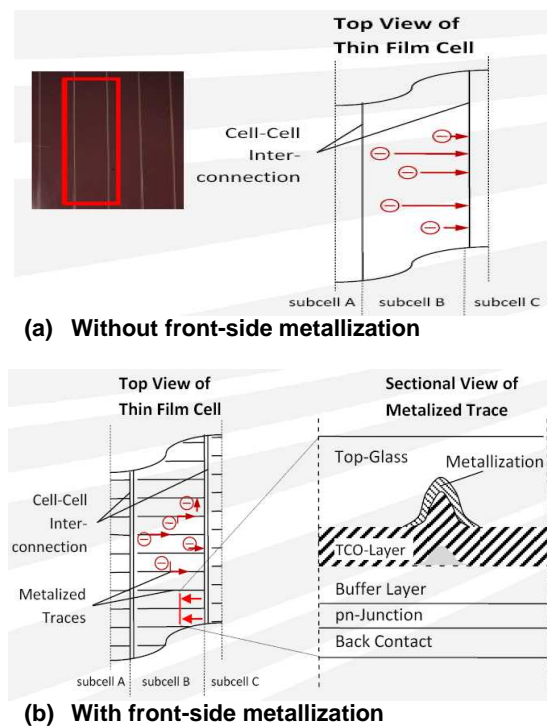 Top View of
Thin Film Cell
Cell-Cell
Inter-
connection
subcell A
subcell B
subcell C
(a) Without front-side metallization
Top View of
Thin Film Cell
Cell-Cell
Inter-
connection
Metalized
Traces
subcell A
subcell B
subcell C
Sectional View of
Metalized Trace
Top-Glass
Metallization
TCO-Layer
Buffer Layer
pn-Junction
Back Contact
(b) With front-side metallization